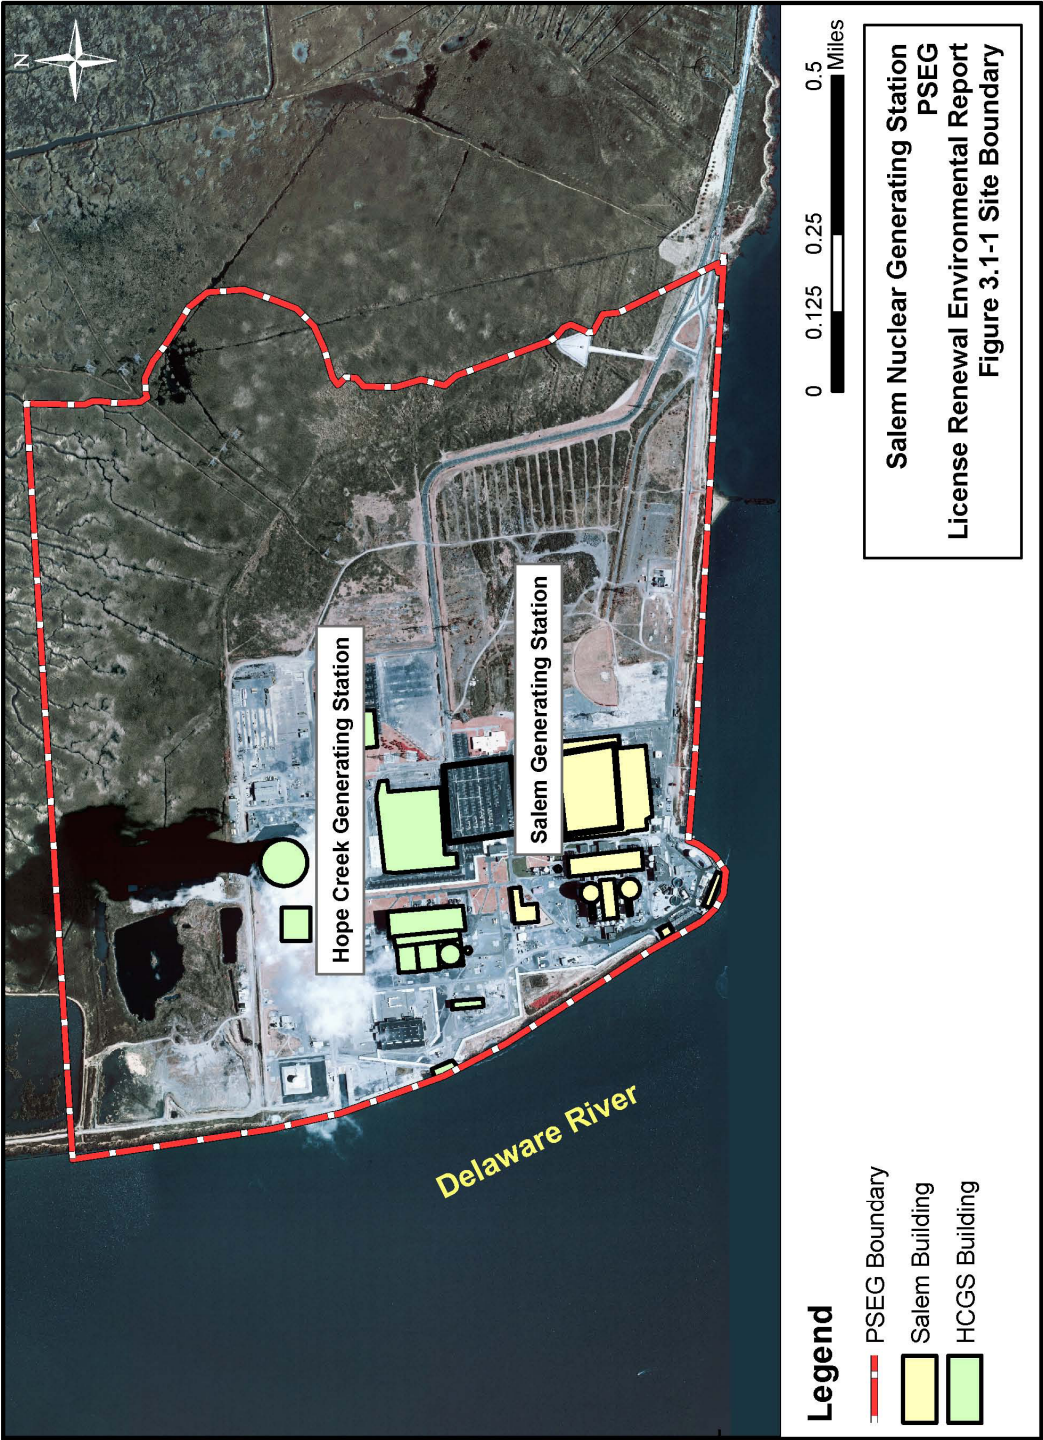 N
Hope Creek Generating Station
Salem Generating Station
Delaware River
Legend
PSEG Boundary
Salem Building
HCGS Building
0 0.125 0.25 0.5
Miles
Salem Nuclear Generating Station
PSEG
License Renewal Environmental Report
Figure 3.1-1 Site Boundary